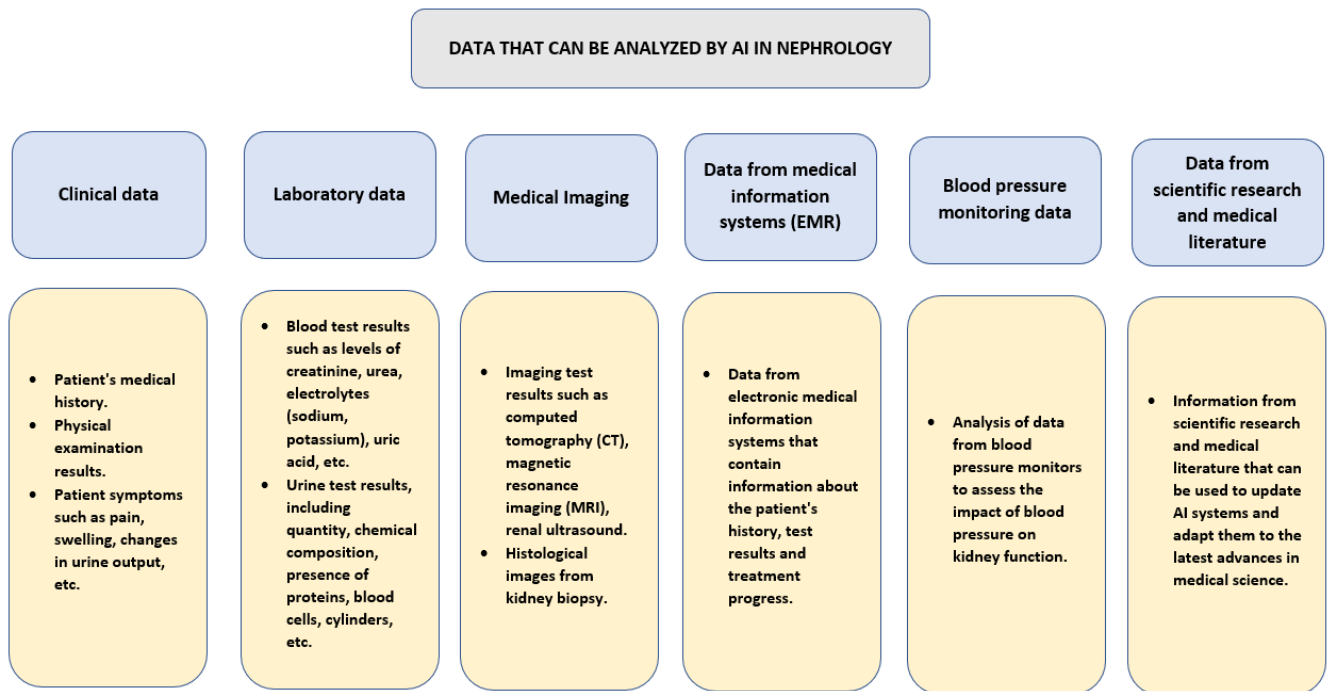 DATA THAT CAN BE ANALYZED BY AI IN NEPHROLOGY
Clinical data
Laboratory data
Medical Imaging
Data from medical
information
systems (EMR)
Blood pressure
monitoring data
Data from
scientific research
and medical
literature
• Patient's medical
history.
• Physical
examination
results.
• Patient symptoms
such as pain,
swelling, changes
in urine output,
etc.
• Blood test results
such as levels of
creatinine, urea,
electrolytes
(sodium,
potassium), uric
acid, etc.
• Urine test results,
including
quantity, chemical
composition,
presence of
proteins, blood
cells, cylinders,
etc.
• Imaging test
results such as
computed
tomography (CT),
magnetic
resonance
imaging (MRI),
renal ultrasound.
• Histological
images from
kidney biopsy.
• Data from
electronic medical
information
systems that
contain
information about
the patient's
history, test
results and
treatment
progress.
• Analysis of data
from blood
pressure monitors
to assess the
impact of blood
pressure on
kidney function.
• Information from
scientific research
and medical
literature that can
be used to update
AI systems and
adapt them to the
latest advances in
medical science.